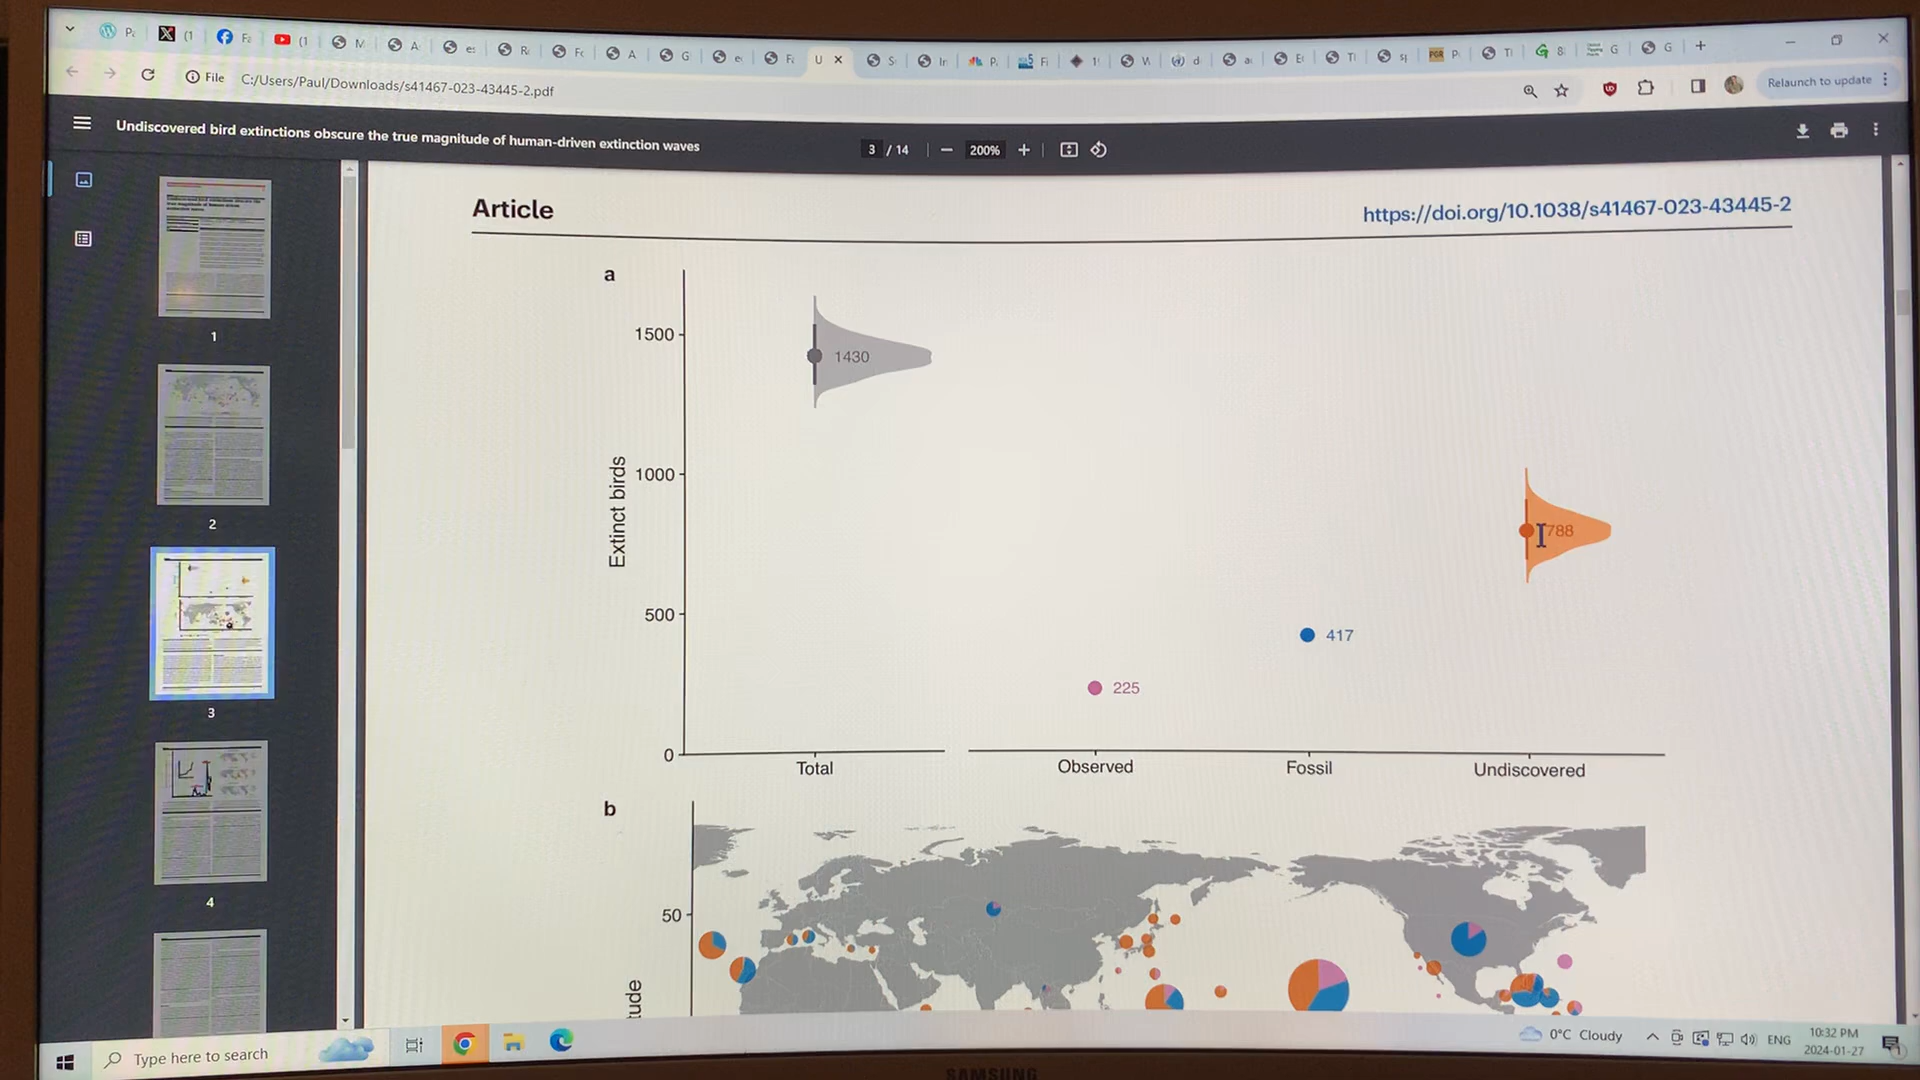 File C:/Users/Paul/Downloads/s41467-023-43445-2.pdf
Relaunch to update
Undiscovered bird extinctions obscure the true magnitude of human-driven extinction waves
3 / 14
200%
Article
https://doi.org/10.1038/s41467-023-43445-2
a
1500
1430
1000
788
Extinct birds
500
417
225
0
Total
Observed
Fossil
Undiscovered
b
50
1
2
3
4
Type here to search
0°C Cloudy
ENG
10:32 PM
2024-01-27
SAMSUNG